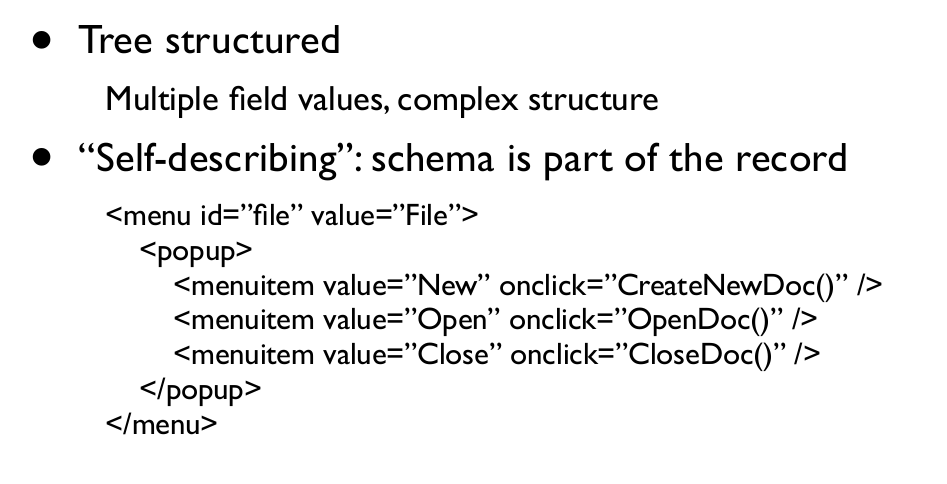 • Tree structured
Multiple field values, complex structure
• “Self-describing”: schema is part of the record
<menu id=”file” value=”File”>
<popup>
<menuitem value=”New” onclick=”CreateNewDoc()” />
<menuitem value=”Open” onclick=”OpenDoc()” />
<menuitem value=”Close” onclick=”CloseDoc()” />
</popup>
</menu>